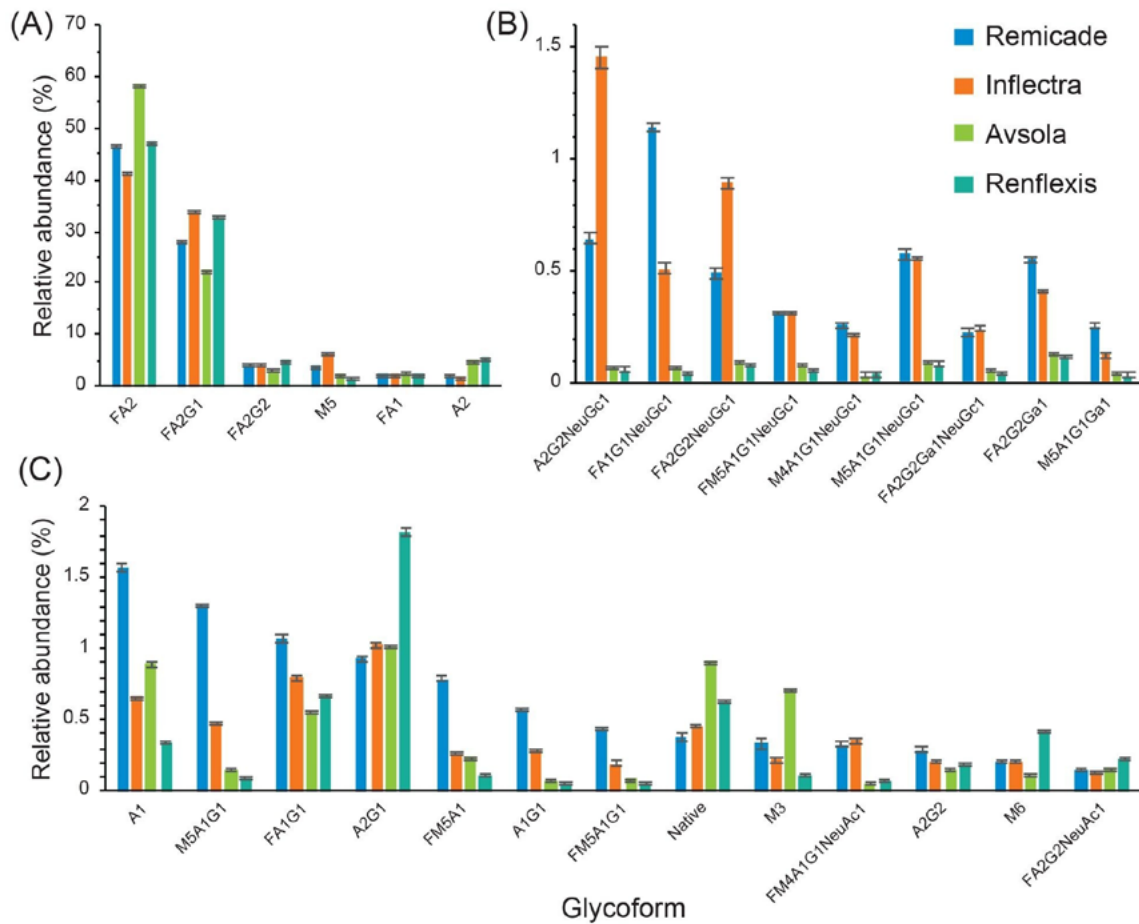 (A)
Relative abundance (%)
70
60
50
40
30
20
10
0
FA2
FA2G1
FA2G2
M5
FA1
A2
(B)
1.5
1
0.5
0
A2G2NeuGc1
FA1G1NeuGc1
FA2G2NeuGc1
FM5A1G1NeuGc1
M4A1G1NeuGc1
M5A1G1NeuGc1
FA2G2Ga1NeuGc1
FA2G2Ga1
M5A1G1Ga1
Remicade
Inflectra
Avsola
Renflexis
(C)
Relative abundance (%)
2
1.5
1
0.5
0
A1
M5A1G1
FA1G1
A2G1
FM5A1
A1G1
FM5A1G1
Native
M3
FM4A1G1NeuAc1
A2G2
M6
FA2G2NeuAc1
Glycoform